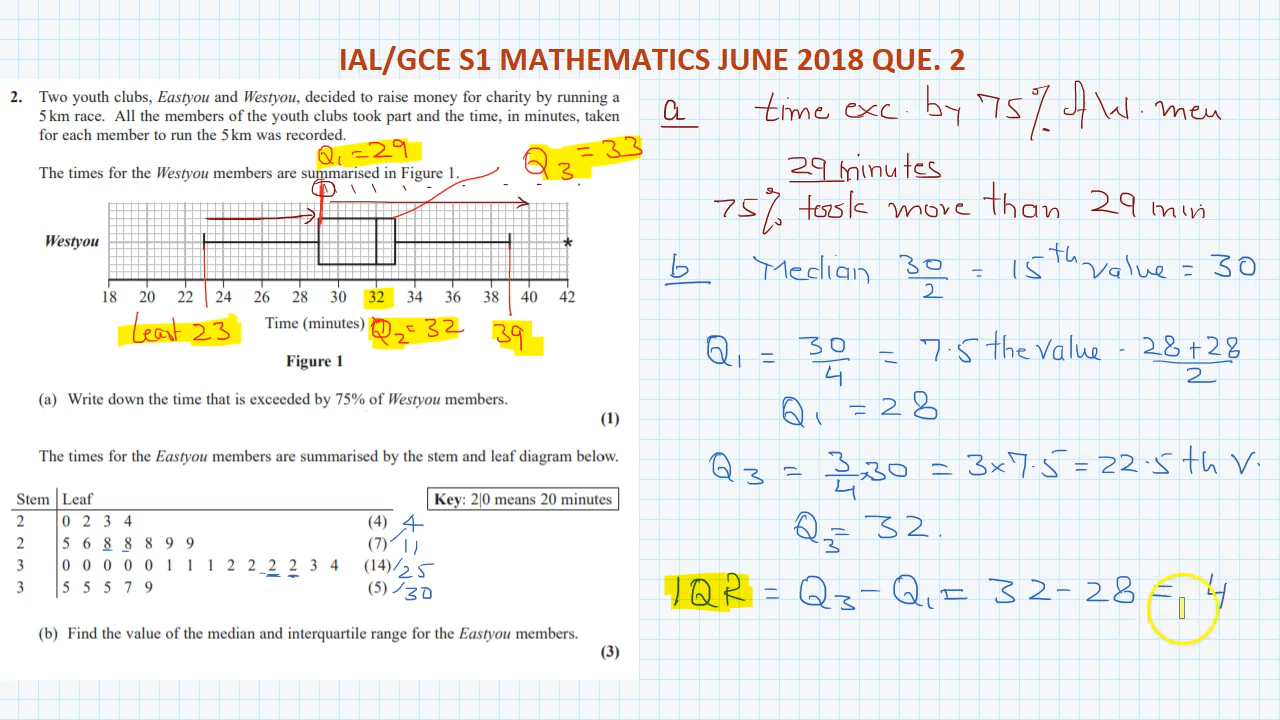 IAL/GCE S1 MATHEMATICS JUNE 2018 QUE. 2
2. Two youth clubs, Eastyou and Westyou, decided to raise money for charity by running a
5 km race. All the members of the youth clubs took part and the time, in minutes, taken
for each member to run the 5 km was recorded.
Q1 = 29
Q3 = 33
The times for the Westyou members are summarised in Figure 1.
Westyou
*
18 20 22 24 26 28 30 32 34 36 38 40 42
Least 23
Time (minutes)
Q2 = 32
39
Figure 1
(a) Write down the time that is exceeded by 75% of Westyou members.
(1)
The times for the Eastyou members are summarised by the stem and leaf diagram below.
Stem Leaf
Key: 2|0 means 20 minutes
2 0 2 3 4 (4) 4
2 5 6 8 8 8 9 9 (7) 11
3 0 0 0 0 0 1 1 1 2 2 2 2 3 4 (14) 25
3 5 5 5 7 9 (5) 30
(b) Find the value of the median and interquartile range for the Eastyou members.
(3)
a time exc. by 75% of W. mem
29 minutes
75% took more than 29 min
b Median 30/2 = 15th value = 30
Q1 = 30/4 = 7.5 the value - 28+28/2
Q1 = 28
Q3 = 3/4 x 30 = 3x7.5 = 22.5 th v.
Q3 = 32.
IQR = Q3 - Q1 = 32 - 28 = 4